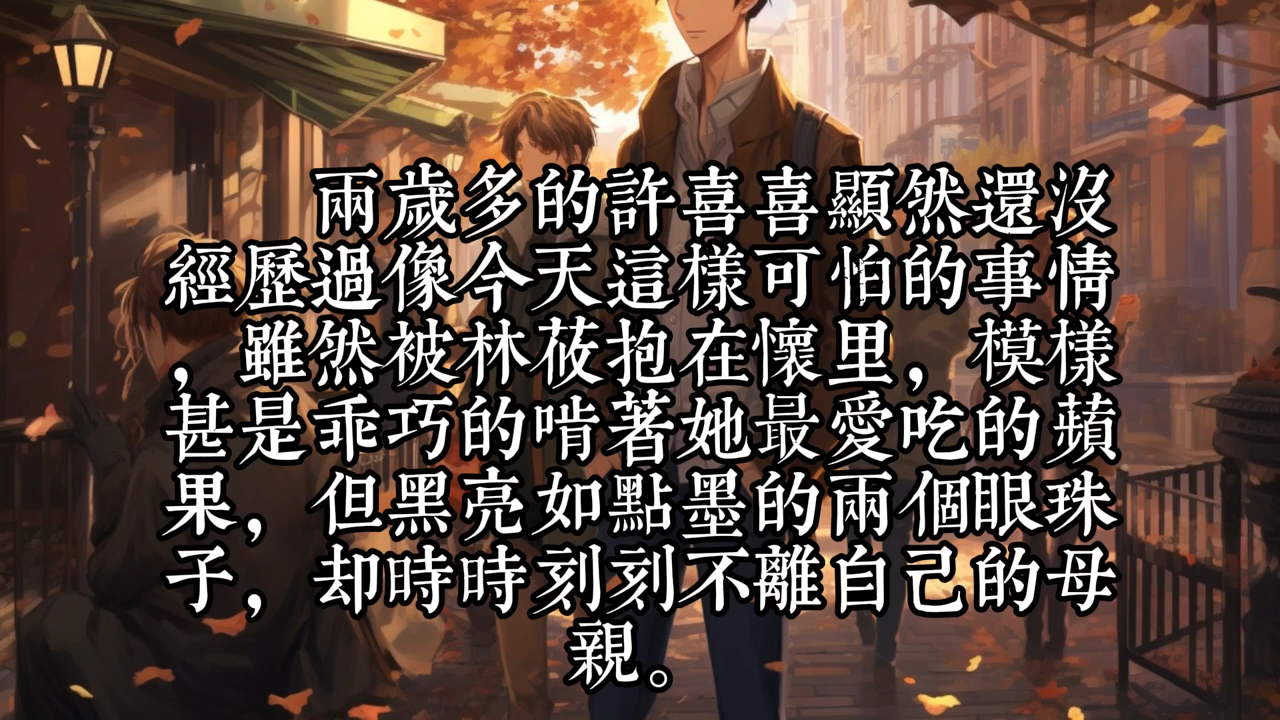 兩歲多的許喜喜顯然還沒
經歷過像今天這樣可怕的事情
，雖然被林莜抱在懷里，模樣
甚是乖巧的啃著她最愛吃的蘋
果，但黑亮如點墨的兩個眼珠
子，却時時刻刻不離自己的母
親。